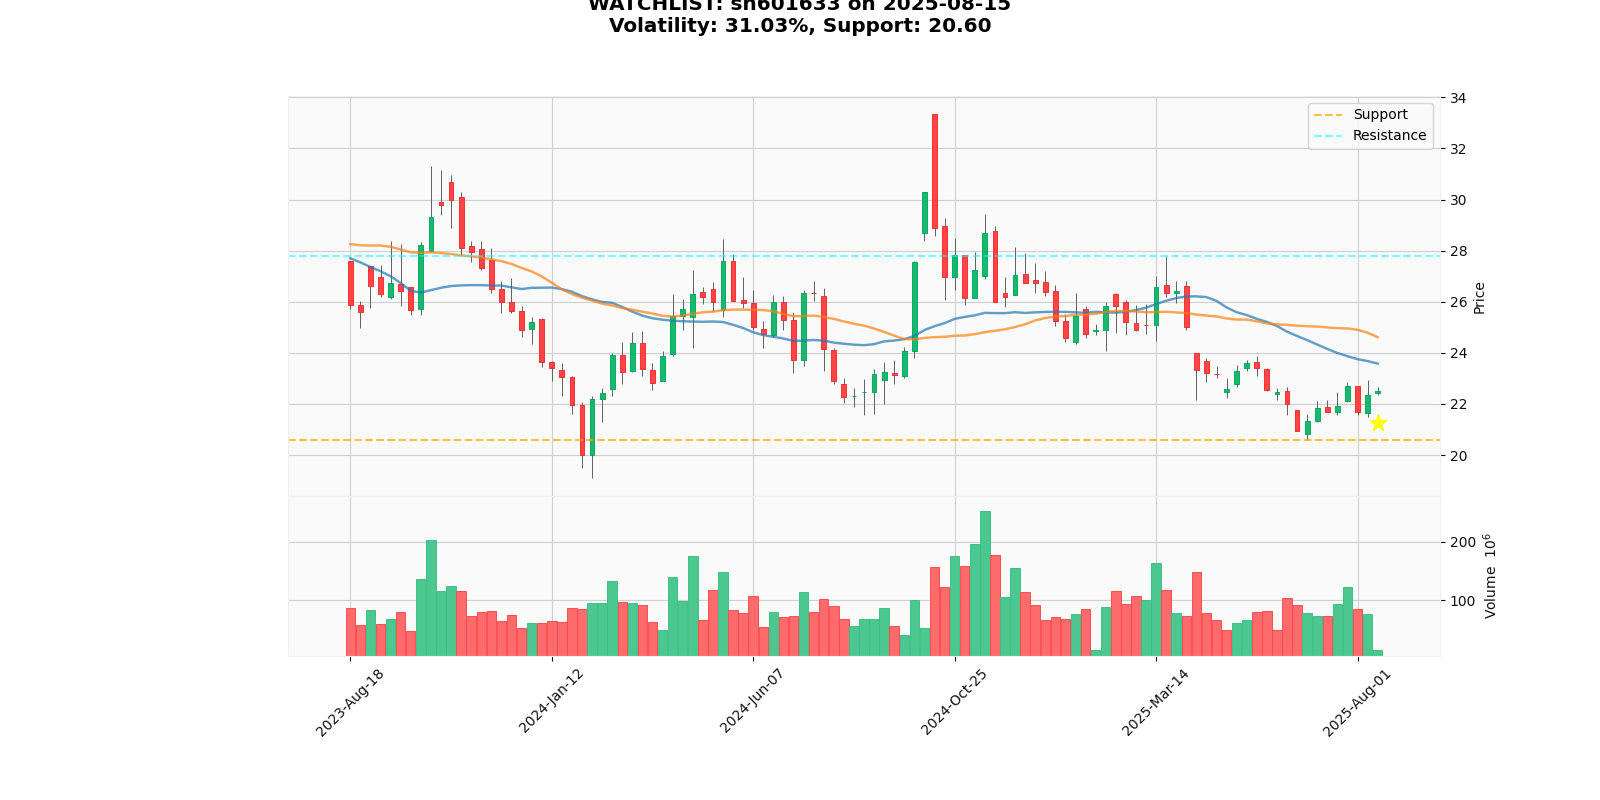 WATCHLIST: sh601633 on 2025-08-15
Volatility: 31.03%, Support: 20.60
Support
Resistance
34
32
30
28
26
24
22
20
Price
200
100
Volume 10⁶
2023-Aug-18
2024-Jan-12
2024-Jun-07
2024-Oct-25
2025-Mar-14
2025-Aug-01